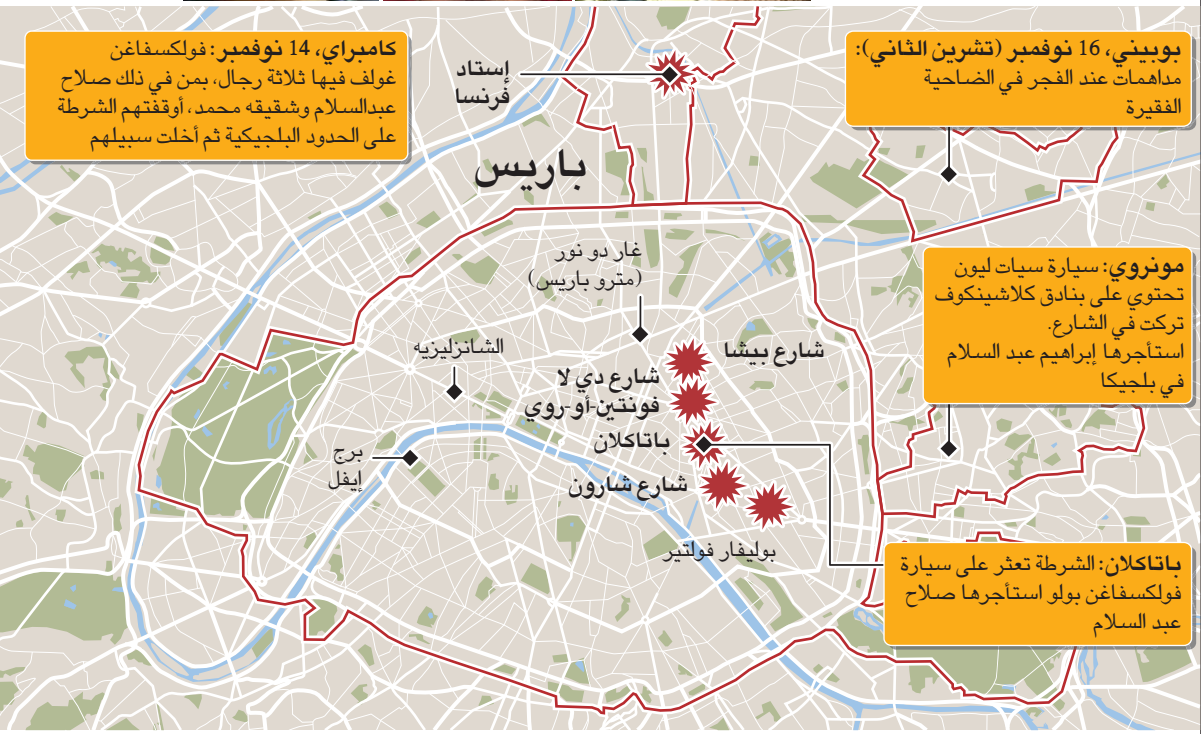 بوبيني، 16 نوفمبر (تشرين الثاني):
مداهمات عند الفجر في الضاحية
الفقيرة
إستاد
فرنسا
كامبراي، 14 نوفمبر: فولكسفاغن
غولف فيها ثلاثة رجال، بمن في ذلك صلاح
عبدالسلام وشقيقه محمد، أوقفتهم الشرطة
على الحدود البلجيكية ثم أخلت سبيلهم
باريس
غار دو نور
(مترو باريس)
مونروي: سيارة سيات ليون
تحتوي على بنادق كلاشينكوف
تركت في الشارع.
استأجرها إبراهيم عبد السلام
في بلجيكا
شارع بيشا
الشانزليزيه
شارع دي لا
فونتين-أو-روي
باتاكلان
برج
إيفل
شارع شارون
بوليفار فولتير
باتاكلان: الشرطة تعثر على سيارة
فولكسفاغن بولو استأجرها صلاح
عبد السلام